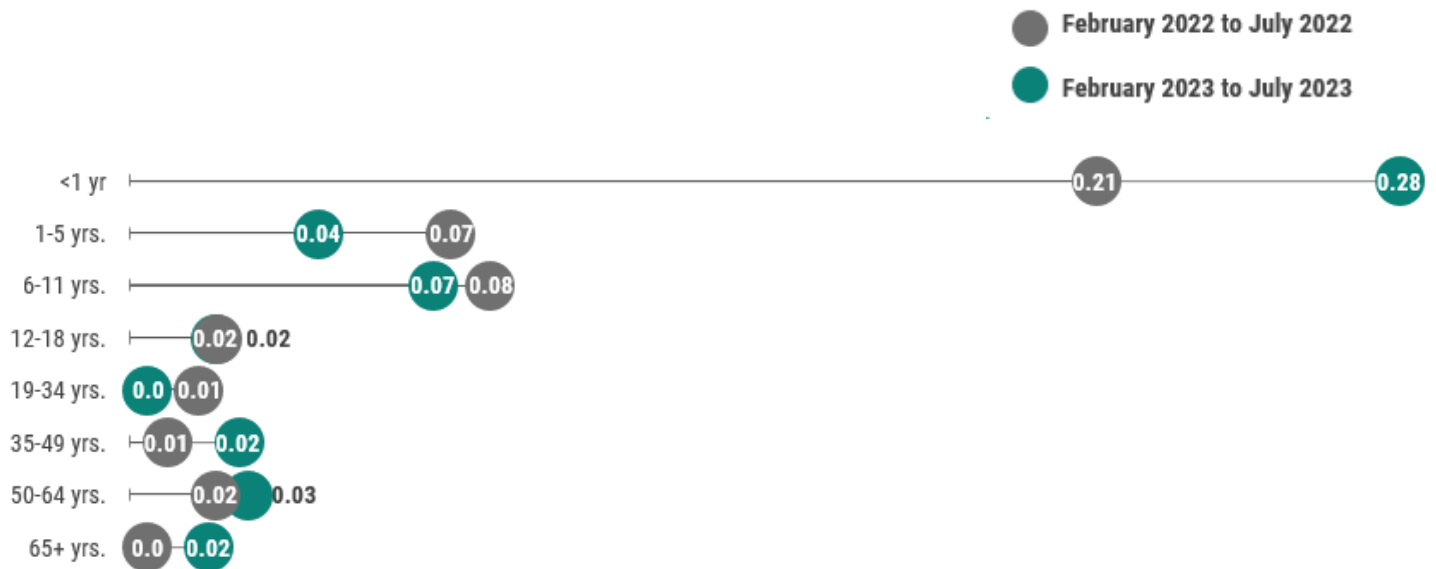 February 2022 to July 2022
February 2023 to July 2023
<1 yr 0.21 0.28
1-5 yrs. 0.04 0.07
6-11 yrs. 0.07 0.08
12-18 yrs. 0.02 0.02
19-34 yrs. 0.0 0.01
35-49 yrs. 0.01 0.02
50-64 yrs. 0.02 0.03
65+ yrs. 0.0 0.02